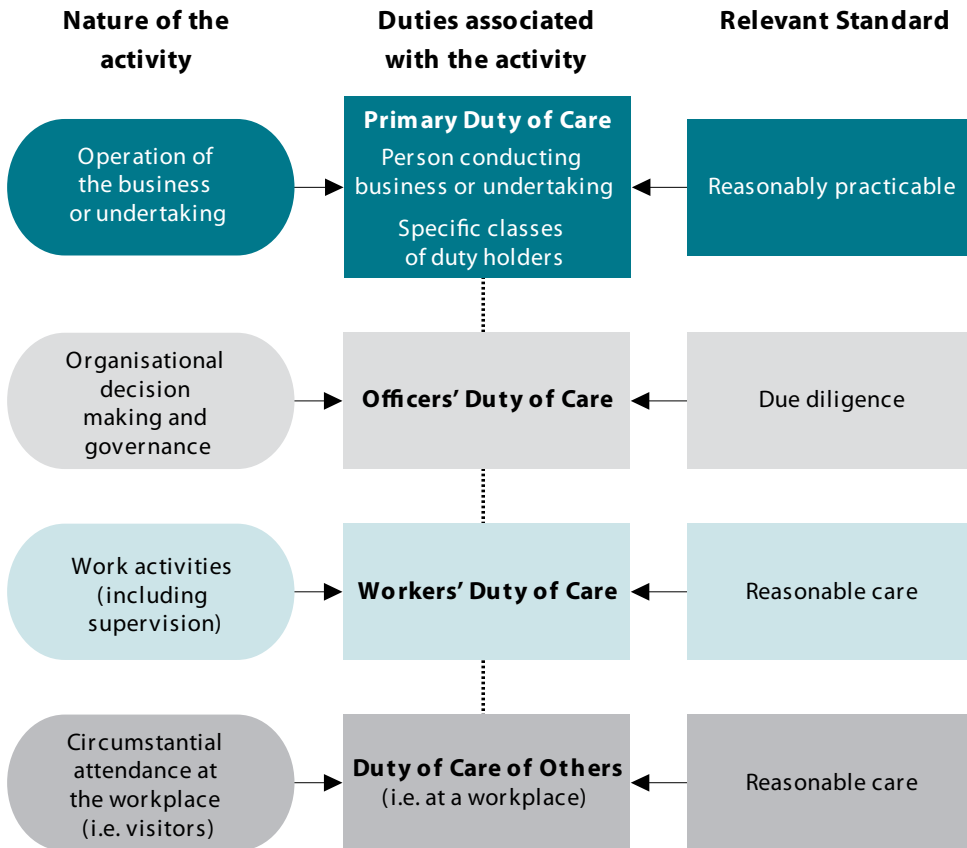 Nature of the
activity
Duties associated
with the activity
Relevant Standard
Operation of
the business
or undertaking
Primary Duty of Care
Person conducting
business or undertaking
Specific classes
of duty holders
Reasonably practicable
Organisational
decision
making and
governance
Officers' Duty of Care
Due diligence
Work activities
(including
supervision)
Workers' Duty of Care
Reasonable care
Circumstantial
attendance at
the workplace
(i.e. visitors)
Duty of Care of Others
(i.e. at a workplace)
Reasonable care